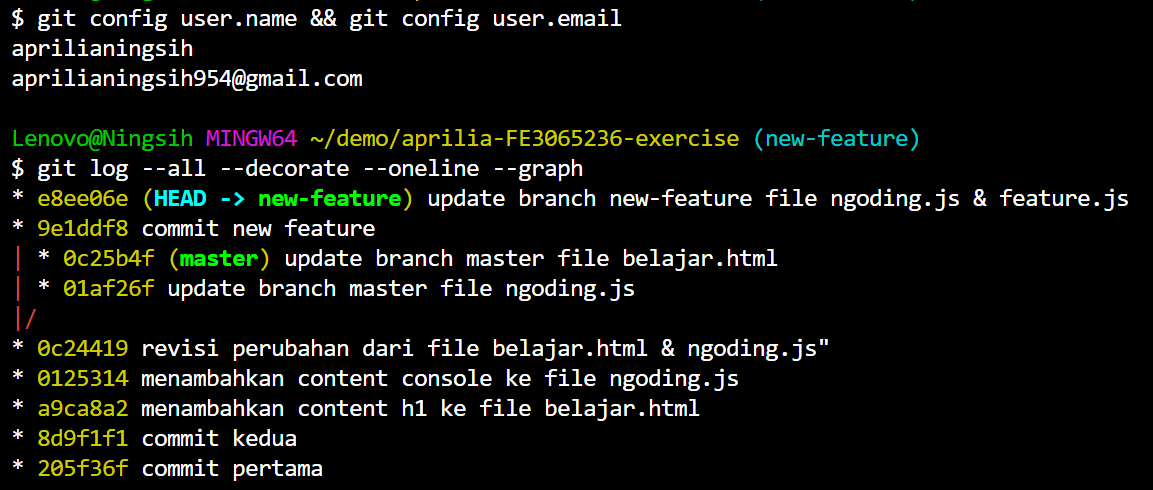 $ git config user.name && git config user.email
aprilianingsih
aprilianingsih954@gmail.com
Lenovo@Ningsih MINGW64 ~/demo/aprilia-FE3065236-exercise (new-feature)
$ git log --all --decorate --oneline --graph
* e8ee06e (HEAD -> new-feature) update branch new-feature file ngoding.js & feature.js
* 9e1ddf8 commit new feature
| * 0c25b4f (master) update branch master file belajar.html
| * 01af26f update branch master file ngoding.js
|/
* 0c24419 revisi perubahan dari file belajar.html & ngoding.js"
* 0125314 menambahkan content console ke file ngoding.js
* a9ca8a2 menambahkan content h1 ke file belajar.html
* 8d9f1f1 commit kedua
* 205f36f commit pertama